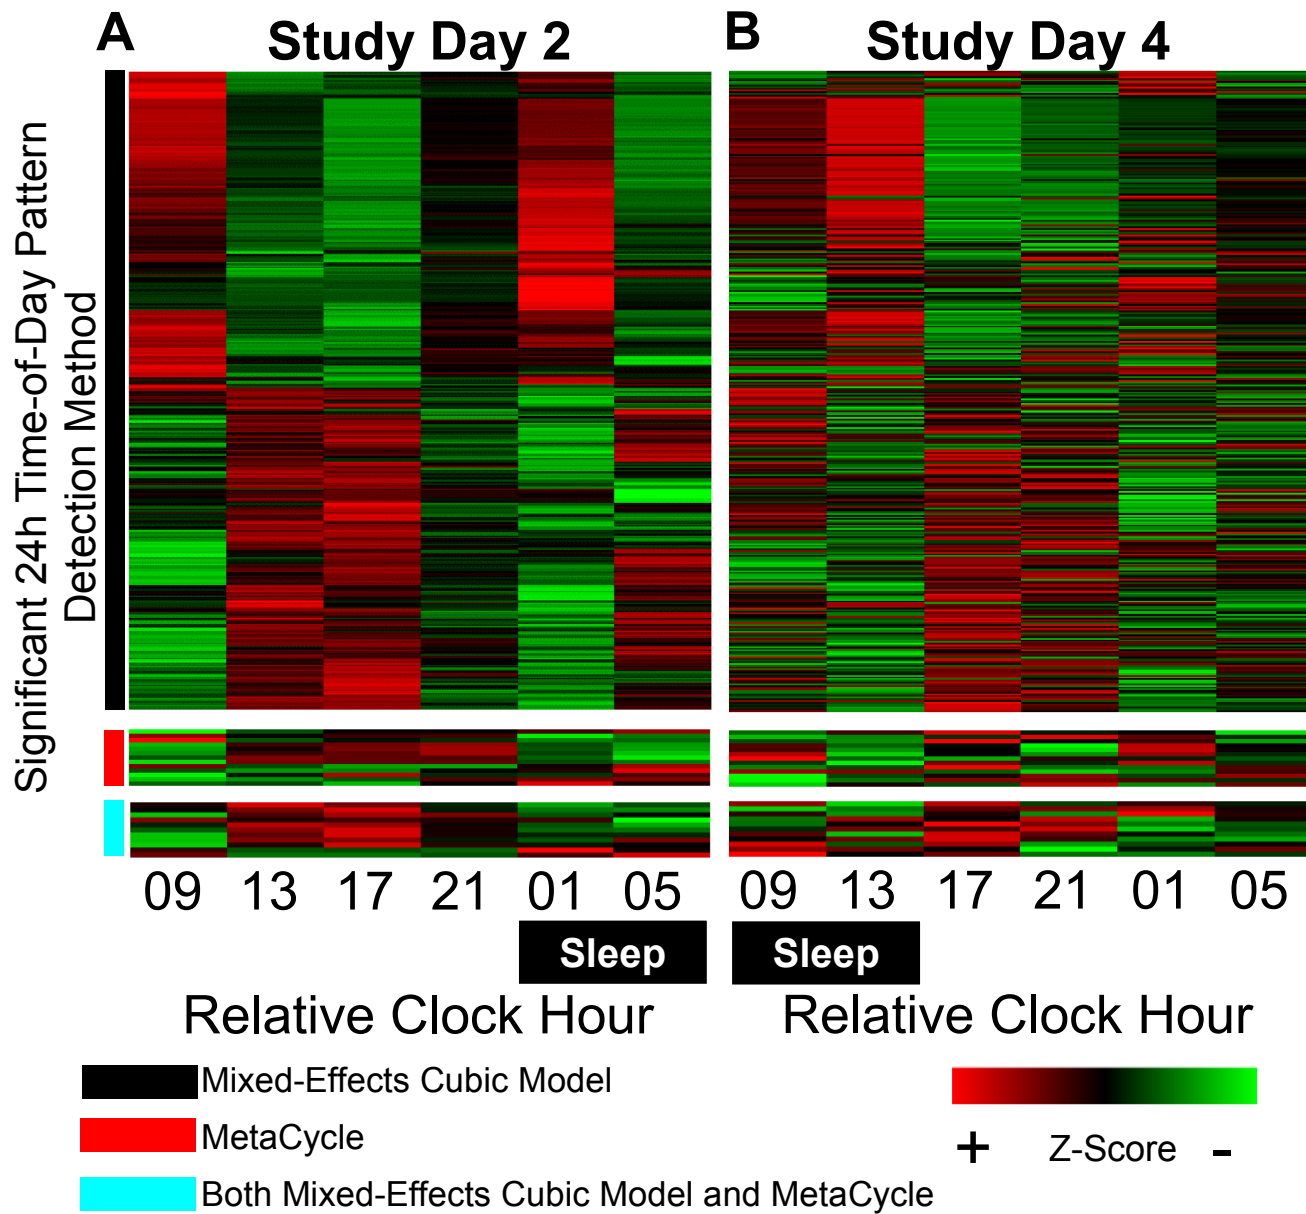 A
Study Day 2
B
Study Day 4
Significant 24h Time-of-Day Pattern
Detection Method
09 13 17 21 01 05
09 13 17 21 01 05
Sleep
Sleep
Relative Clock Hour
Relative Clock Hour
Mixed-Effects Cubic Model
MetaCycle
Both Mixed-Effects Cubic Model and MetaCycle
+ Z-Score -